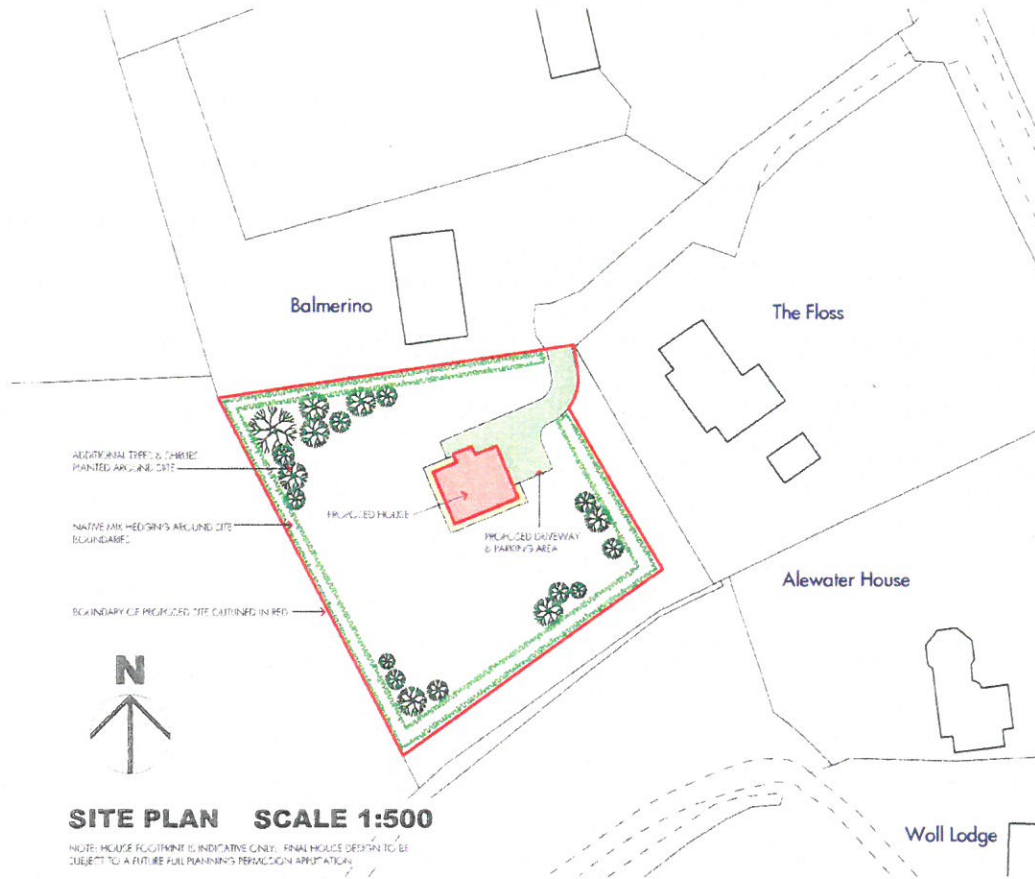 Balmerino
The Floss
ADDITIONAL TREES & SHRUBS
PLANTED AROUND SITE
PROPOSED HOUSE
NATIVE MIX HEDGING AROUND SITE
BOUNDARIES
PROPOSED DRIVEWAY
& PARKING AREA
Alewater House
BOUNDARY OF PROPOSED SITE OUTLINED IN RED
N
SITE PLAN SCALE 1:500
NOTE: HOUSE FOOTPRINT IS INDICATIVE ONLY. FINAL HOUSE DESIGN TO BE
SUBJECT TO A FUTURE FULL PLANNING PERMISSION APPLICATION
Woll Lodge